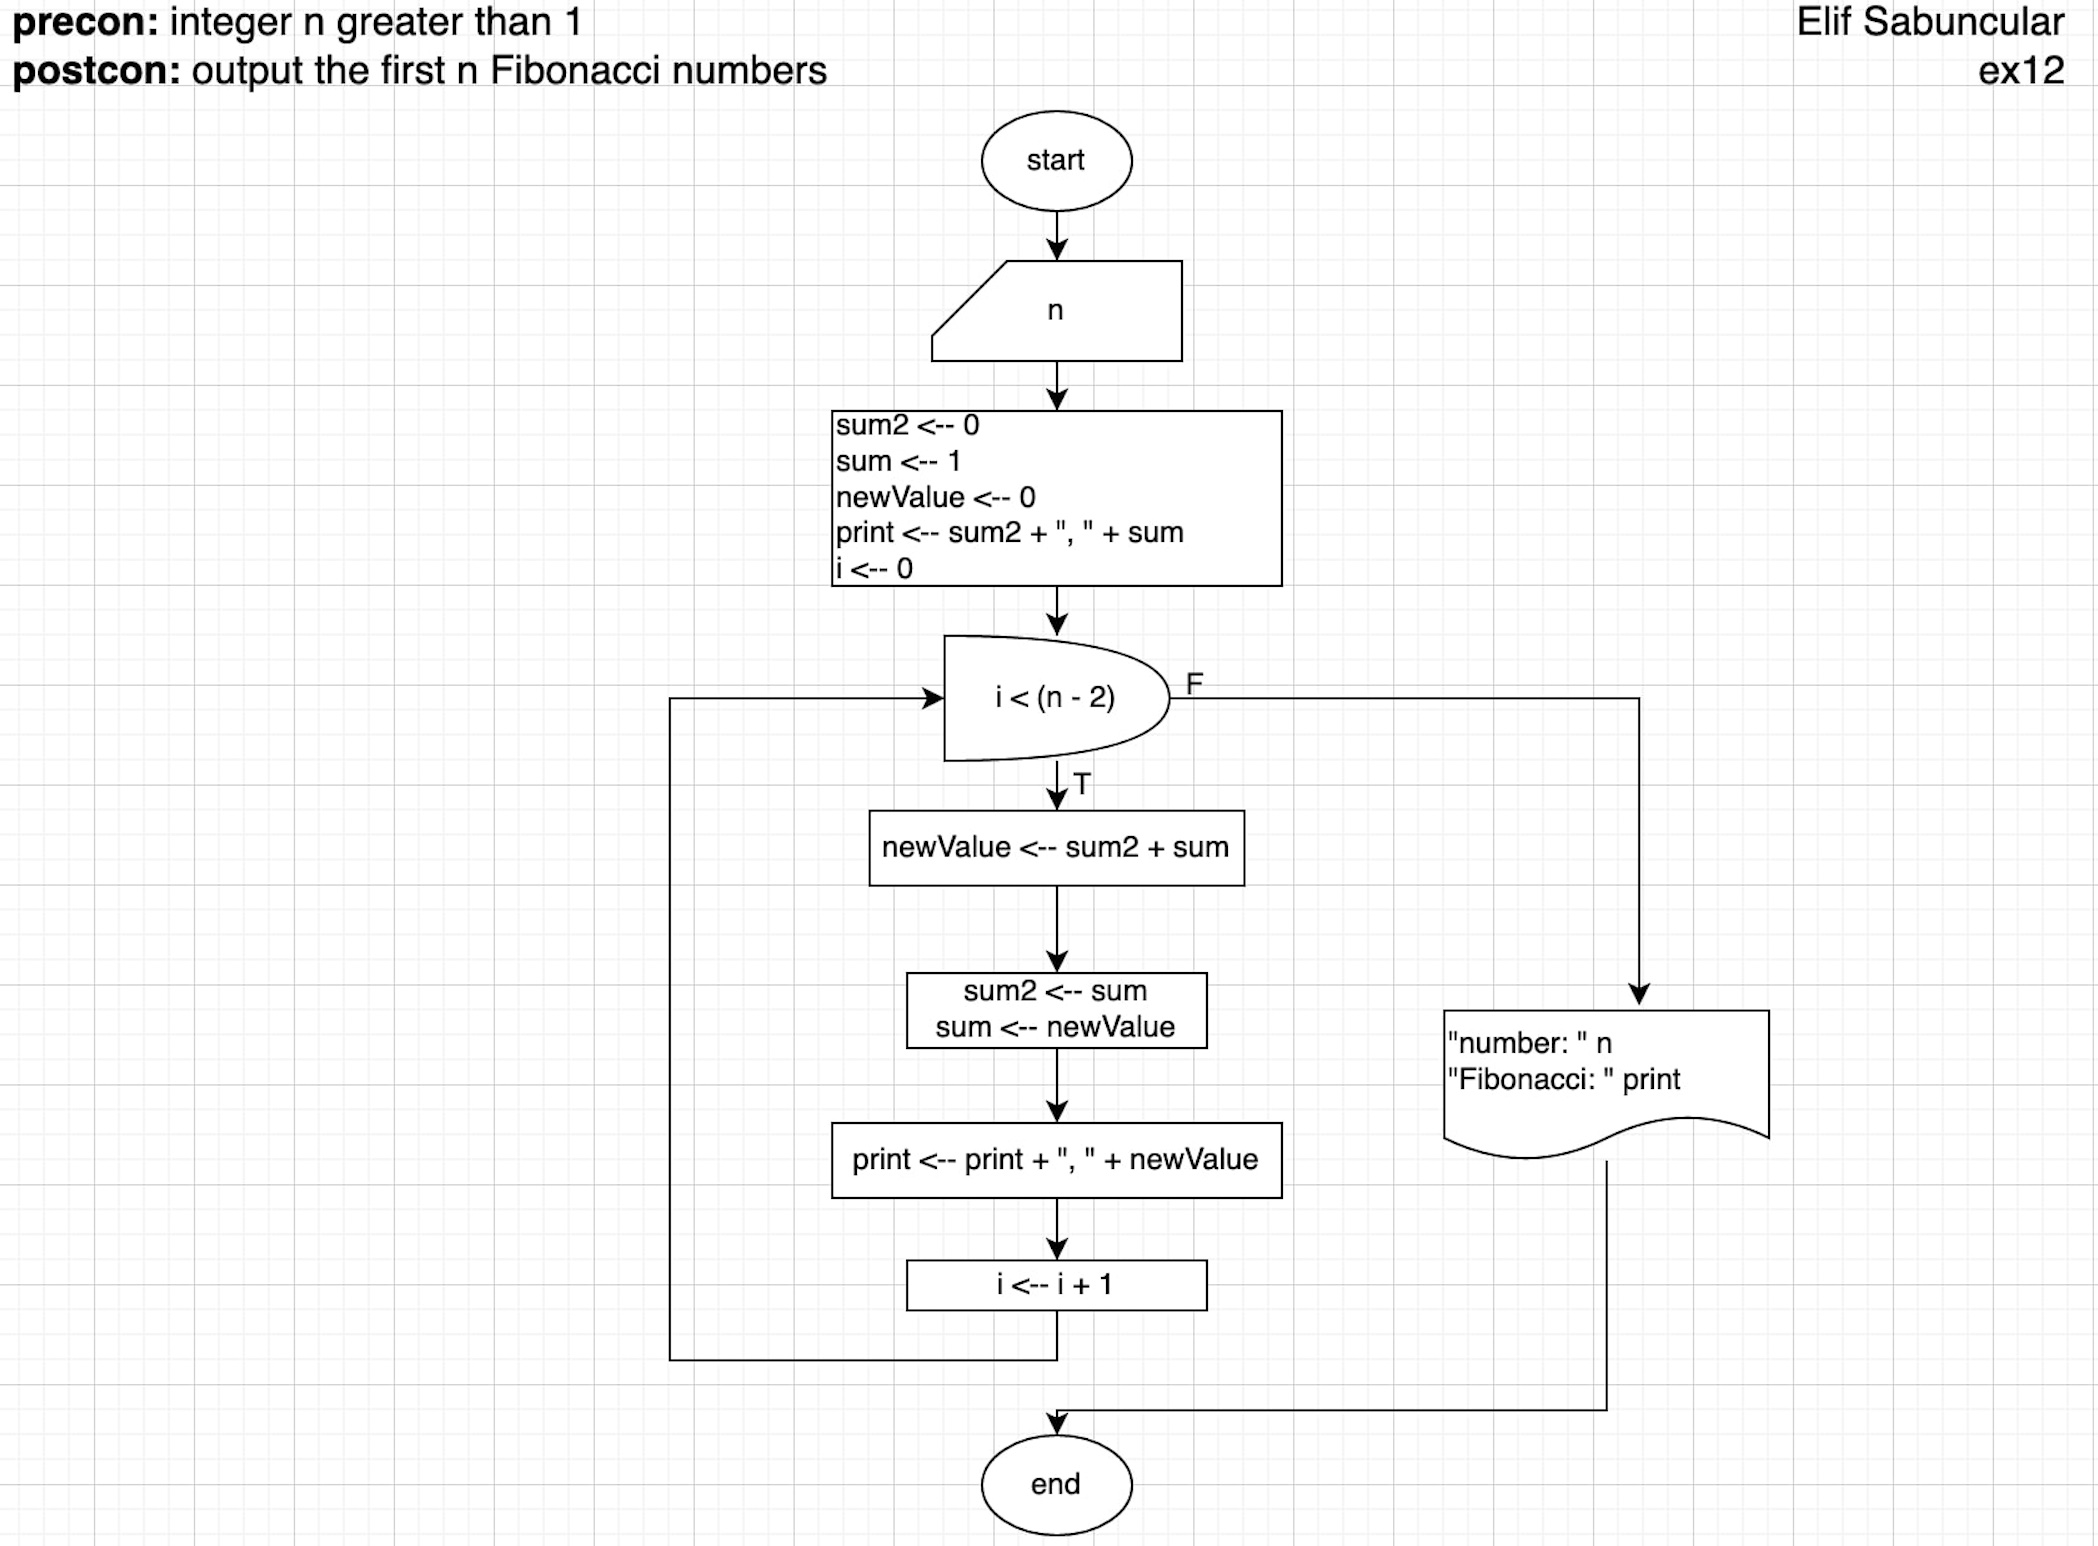 precon: integer n greater than 1
postcon: output the first n Fibonacci numbers
Elif Sabuncular
ex12
start
n
sum2 <-- 0
sum <-- 1
newValue <-- 0
print <-- sum2 + ", " + sum
i <-- 0
i < (n - 2)
F
T
newValue <-- sum2 + sum
sum2 <-- sum
sum <-- newValue
print <-- print + ", " + newValue
i <-- i + 1
"number: " n
"Fibonacci: " print
end